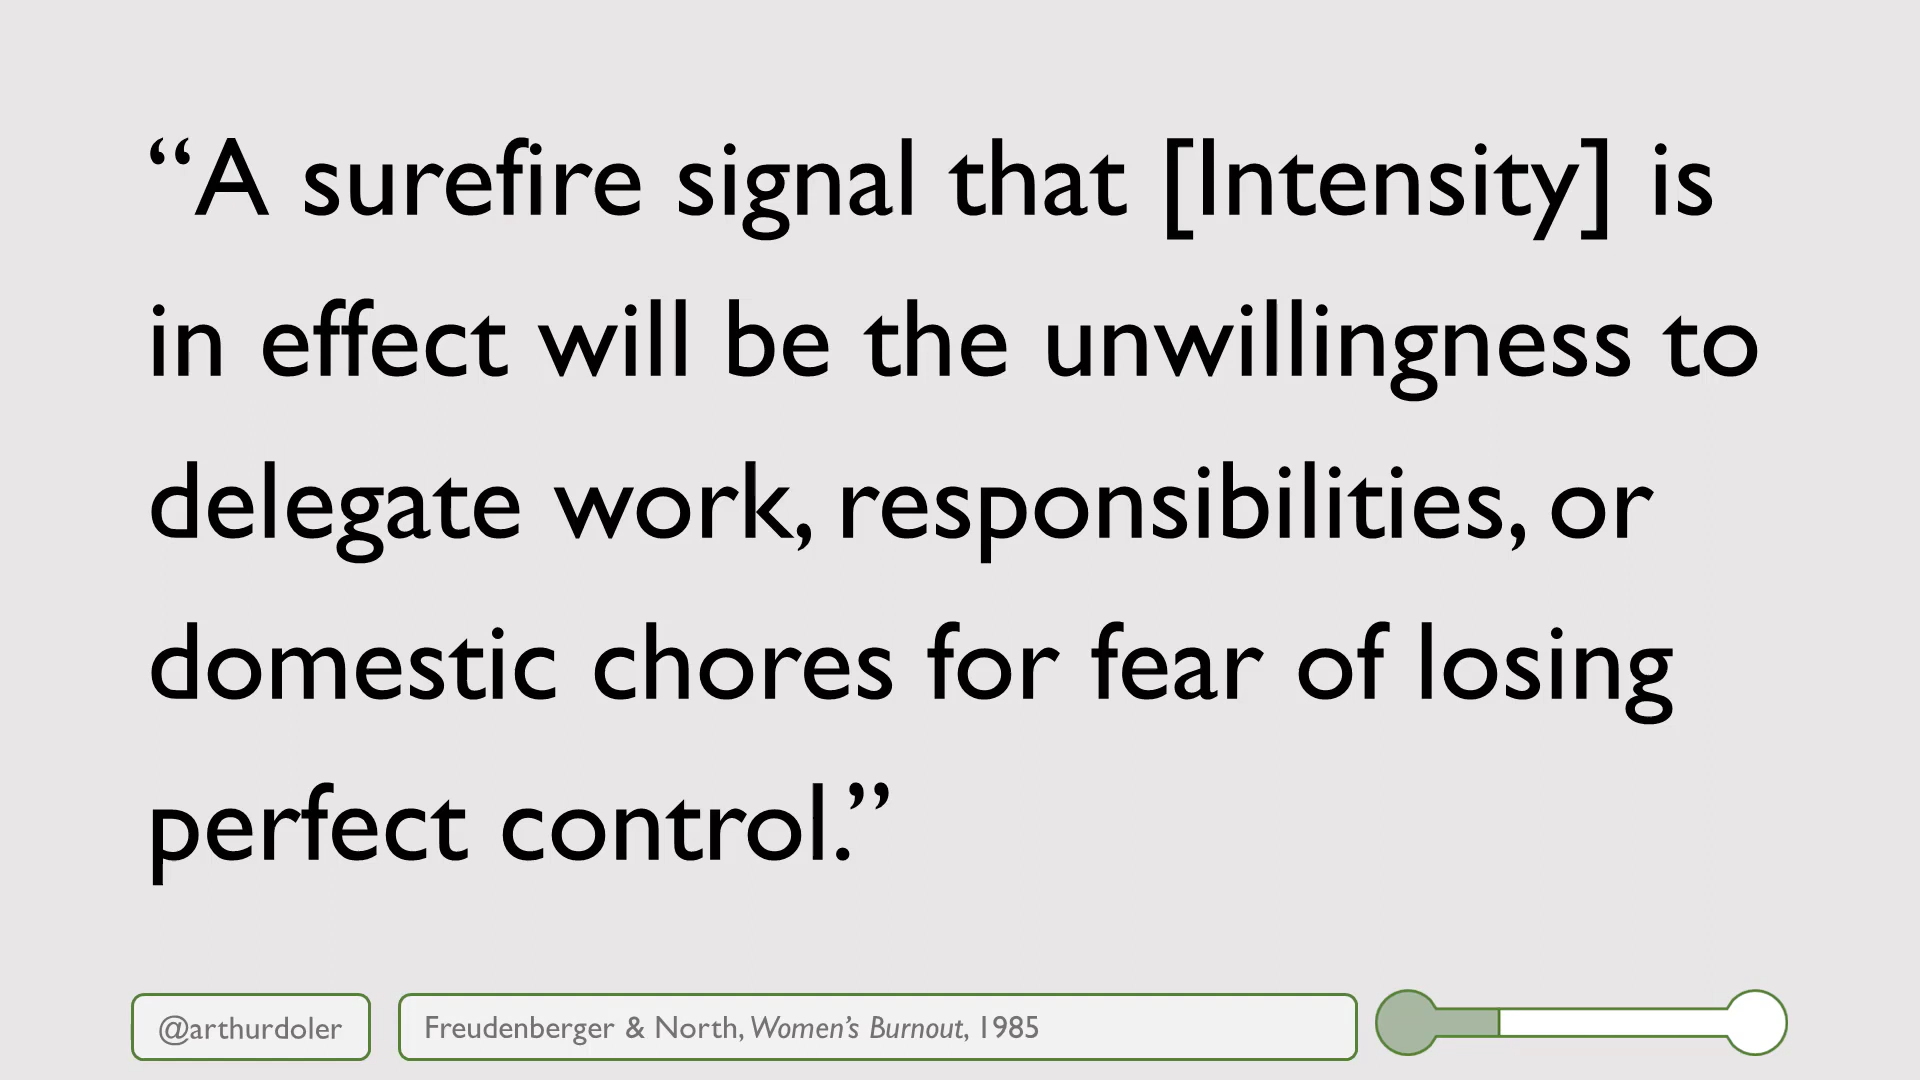 “A surefire signal that [Intensity] is
in effect will be the unwillingness to
delegate work, responsibilities, or
domestic chores for fear of losing
perfect control.”
@arthurdoler
Freudenberger & North, Women’s Burnout, 1985